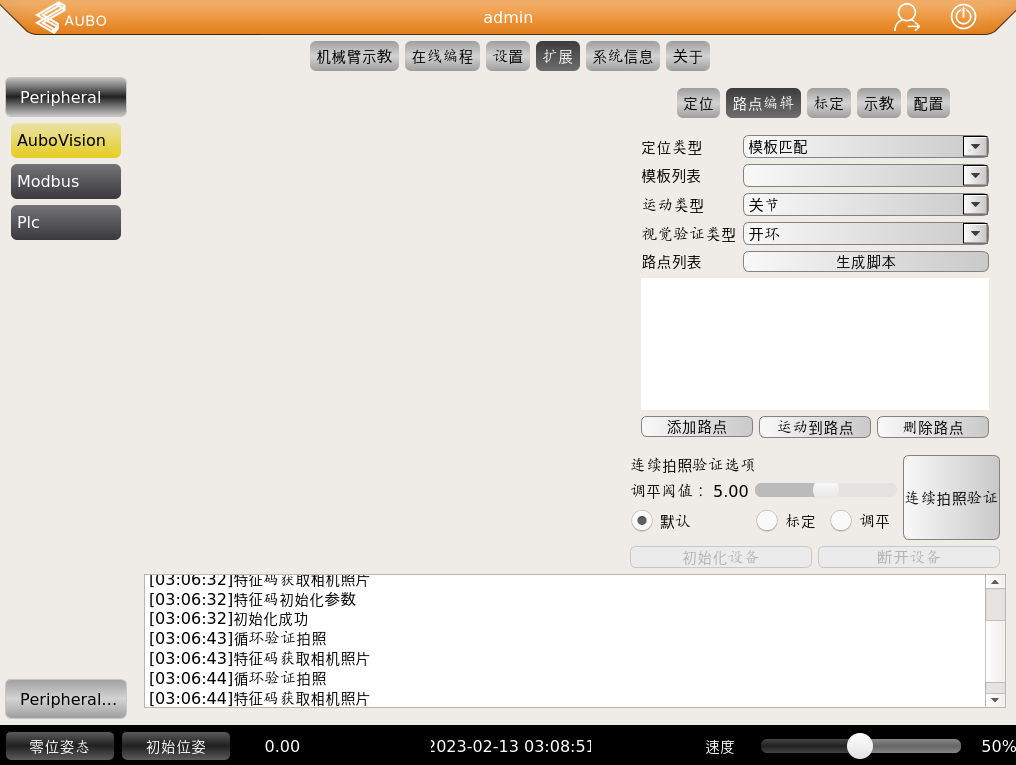 AUBO
admin
机械臂示教 在线编程 设置 扩展 系统信息 关于
Peripheral
AuboVision
Modbus
Plc
Peripheral...
定位 路点编辑 标定 示教 配置
定位类型 模板匹配
模板列表
运动类型 关节
视觉验证类型 开环
路点列表 生成脚本
添加路点 运动到路点 删除路点
连续拍照验证选项
调平阈值： 5.00
默认 标定 调平
连续拍照验证
初始化设备 断开设备
[03:06:32]特征码获取相机照片
[03:06:32]特征码初始化参数
[03:06:32]初始化成功
[03:06:43]循环验证拍照
[03:06:43]特征码获取相机照片
[03:06:44]循环验证拍照
[03:06:44]特征码获取相机照片
零位姿态 初始位姿 0.00 2023-02-13 03:08:51 速度 50%